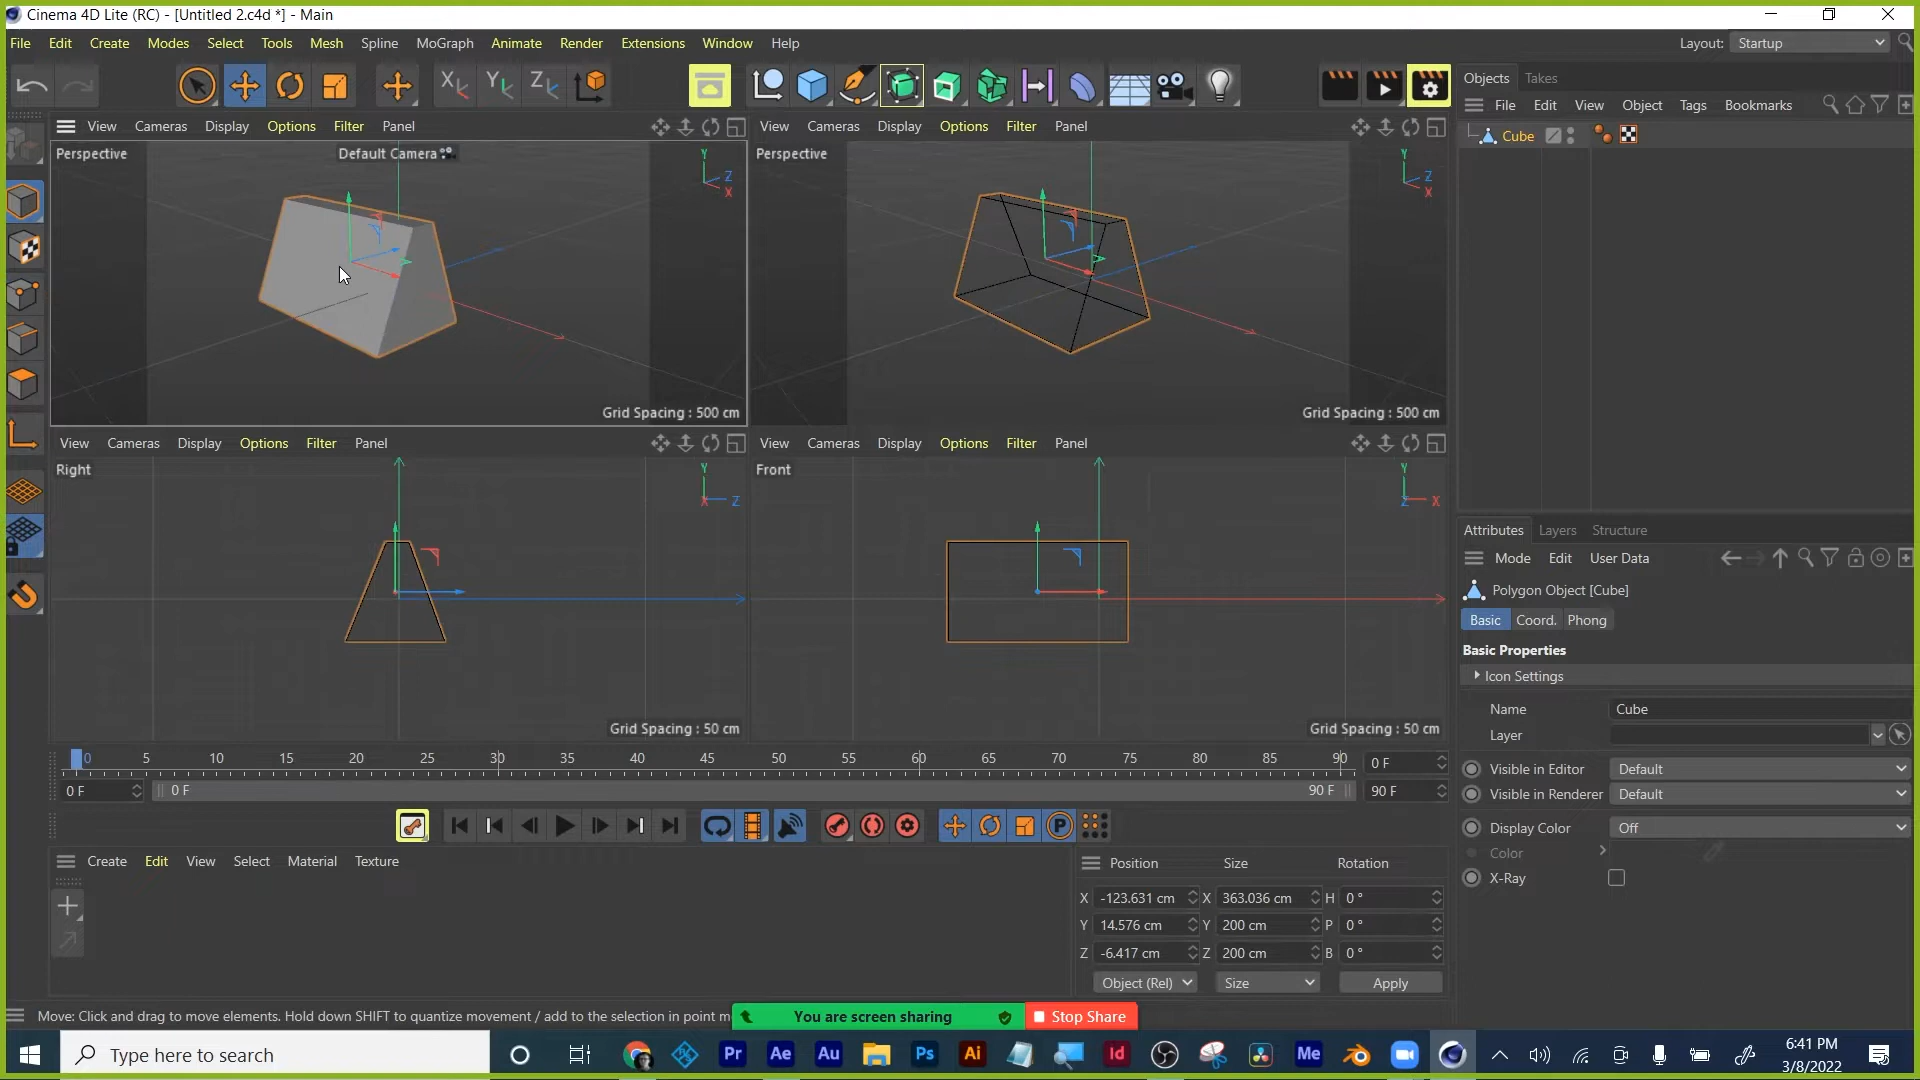 Cinema 4D Lite (RC) - [Untitled 2.c4d *] - Main
File Edit Create Modes Select Tools Mesh Spline MoGraph Animate Render Extensions Window Help Layout: Startup
X Y Z
Objects Takes
File Edit View Object Tags Bookmarks
Cube
View Cameras Display Options Filter Panel
Perspective Default Camera
Y Z X
Grid Spacing : 500 cm
View Cameras Display Options Filter Panel
Perspective
Y Z X
Grid Spacing : 500 cm
View Cameras Display Options Filter Panel
Right
Y X Z
Grid Spacing : 50 cm
View Cameras Display Options Filter Panel
Front
Y Z X
Grid Spacing : 50 cm
Attributes Layers Structure
Mode Edit User Data
Polygon Object [Cube]
Basic Coord. Phong
Basic Properties
Icon Settings
Name Cube
Layer
Visible in Editor Default
Visible in Renderer Default
Display Color Off
Color
X-Ray
0 5 10 15 20 25 30 35 40 45 50 55 60 65 70 75 80 85 90 0 F
0 F 0 F 90 F 90 F
P
Create Edit View Select Material Texture
Position Size Rotation
X -123.631 cm X 363.036 cm H 0 °
Y 14.576 cm Y 200 cm P 0 °
Z -6.417 cm Z 200 cm B 0 °
Object (Rel) Size Apply
Move: Click and drag to move elements. Hold down SHIFT to quantize movement / add to the selection in point m
You are screen sharing Stop Share
Type here to search
Pr Ae Au Ps Ai Id Me
6:41 PM
3/8/2022